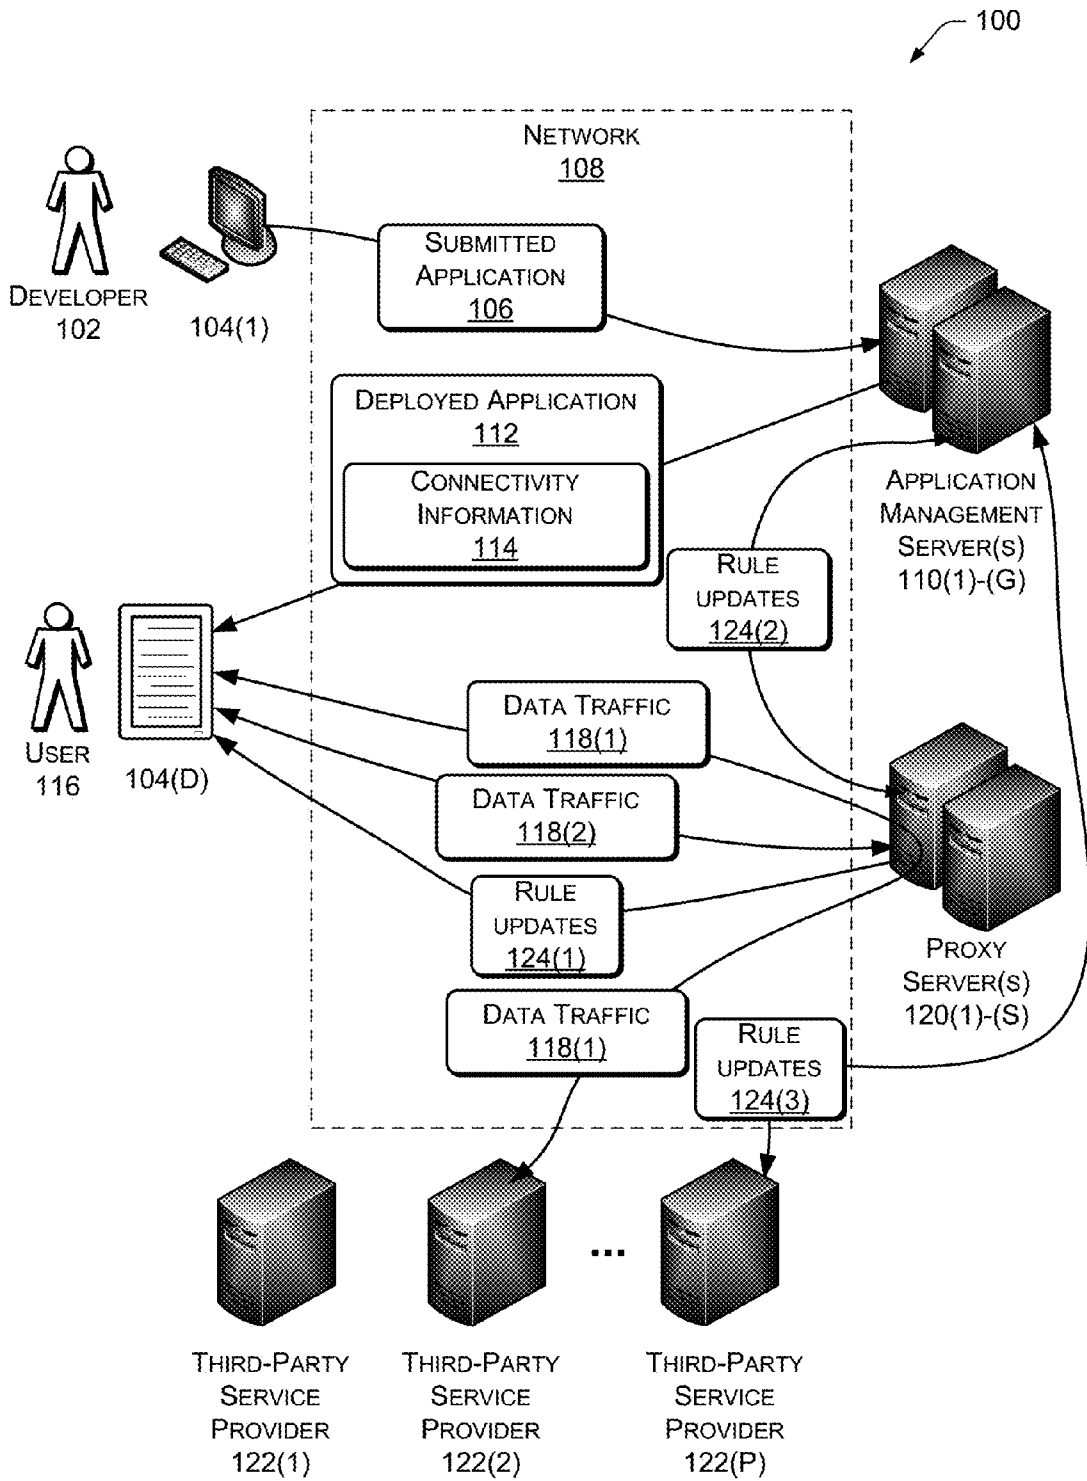 100
NETWORK
108
SUBMITTED
APPLICATION
106
DEVELOPER
102
104(1)
DEPLOYED APPLICATION
112
CONNECTIVITY
INFORMATION
114
APPLICATION
MANAGEMENT
SERVER(S)
110(1)-(G)
RULE
UPDATES
124(2)
USER
116
104(D)
DATA TRAFFIC
118(1)
DATA TRAFFIC
118(2)
RULE
UPDATES
124(1)
PROXY
SERVER(S)
120(1)-(S)
DATA TRAFFIC
118(1)
RULE
UPDATES
124(3)
...
THIRD-PARTY
SERVICE
PROVIDER
122(1)
THIRD-PARTY
SERVICE
PROVIDER
122(2)
THIRD-PARTY
SERVICE
PROVIDER
122(P)